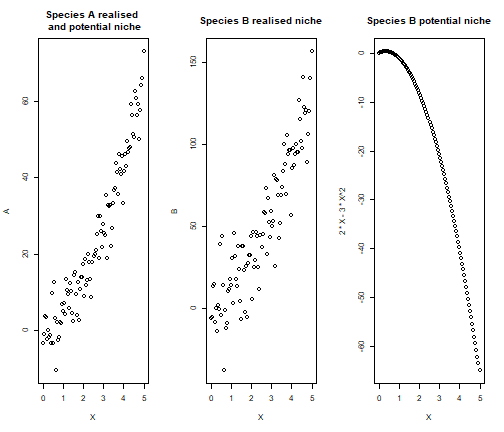 Species A realised
and potential niche
A
0
20
40
60
0 1 2 3 4 5
X
Species B realised niche
B
0
50
100
150
0 1 2 3 4 5
X
Species B potential niche
2 * X - 3 * X^2
-60
-50
-40
-30
-20
-10
0
0 1 2 3 4 5
X